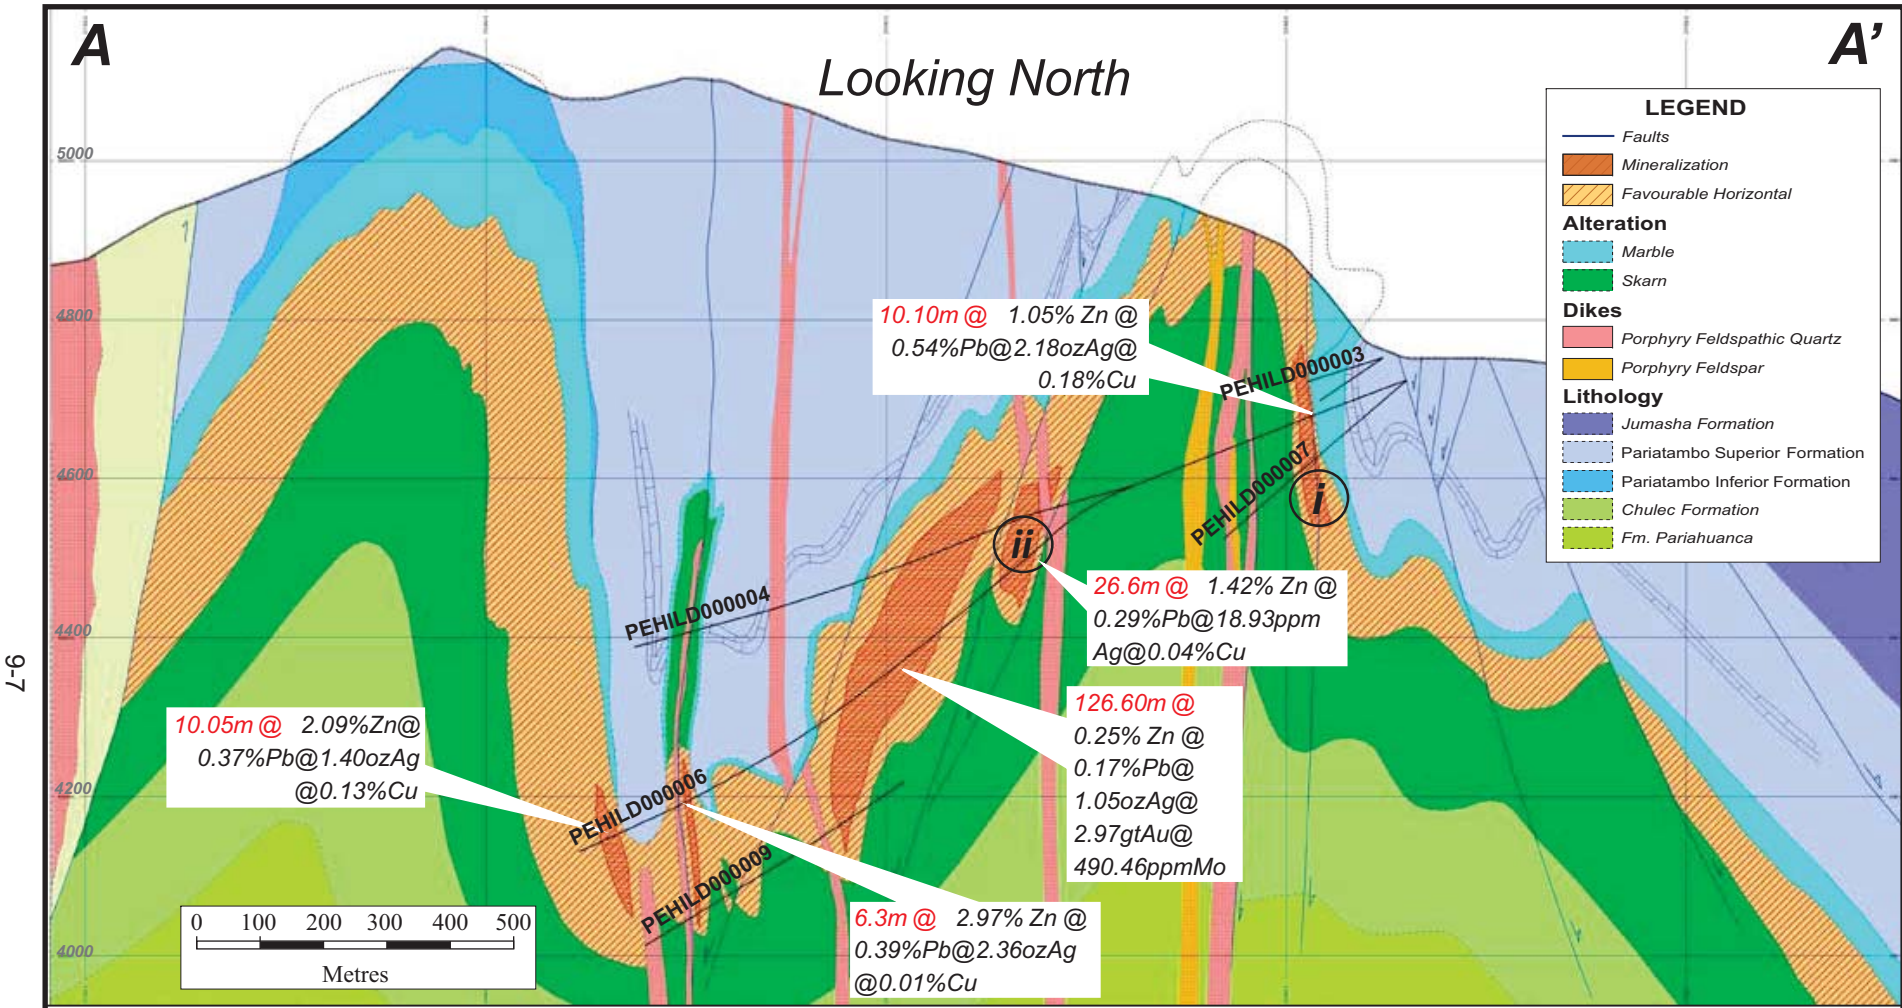 A
Looking North
A'
LEGEND
Faults
Mineralization
Favourable Horizontal
Alteration
Marble
Skarn
Dikes
Porphyry Feldspathic Quartz
Porphyry Feldspar
Lithology
Jumasha Formation
Pariatambo Superior Formation
Pariatambo Inferior Formation
Chulec Formation
Fm. Pariahuanca
5000
4800
4600
4400
4200
4000
10.10m @ 1.05% Zn @
0.54%Pb@2.18ozAg@
0.18%Cu
PEHILD000003
PEHILD000007
i
ii
PEHILD000004
26.6m @ 1.42% Zn @
0.29%Pb@18.93ppm
Ag@0.04%Cu
126.60m @
0.25% Zn @
0.17%Pb@
1.05ozAg@
2.97gtAu@
490.46ppmMo
10.05m @ 2.09%Zn@
0.37%Pb@1.40ozAg
@0.13%Cu
PEHILD000006
PEHILD000009
6.3m @ 2.97% Zn @
0.39%Pb@2.36ozAg
@0.01%Cu
0 100 200 300 400 500
Metres
9-7